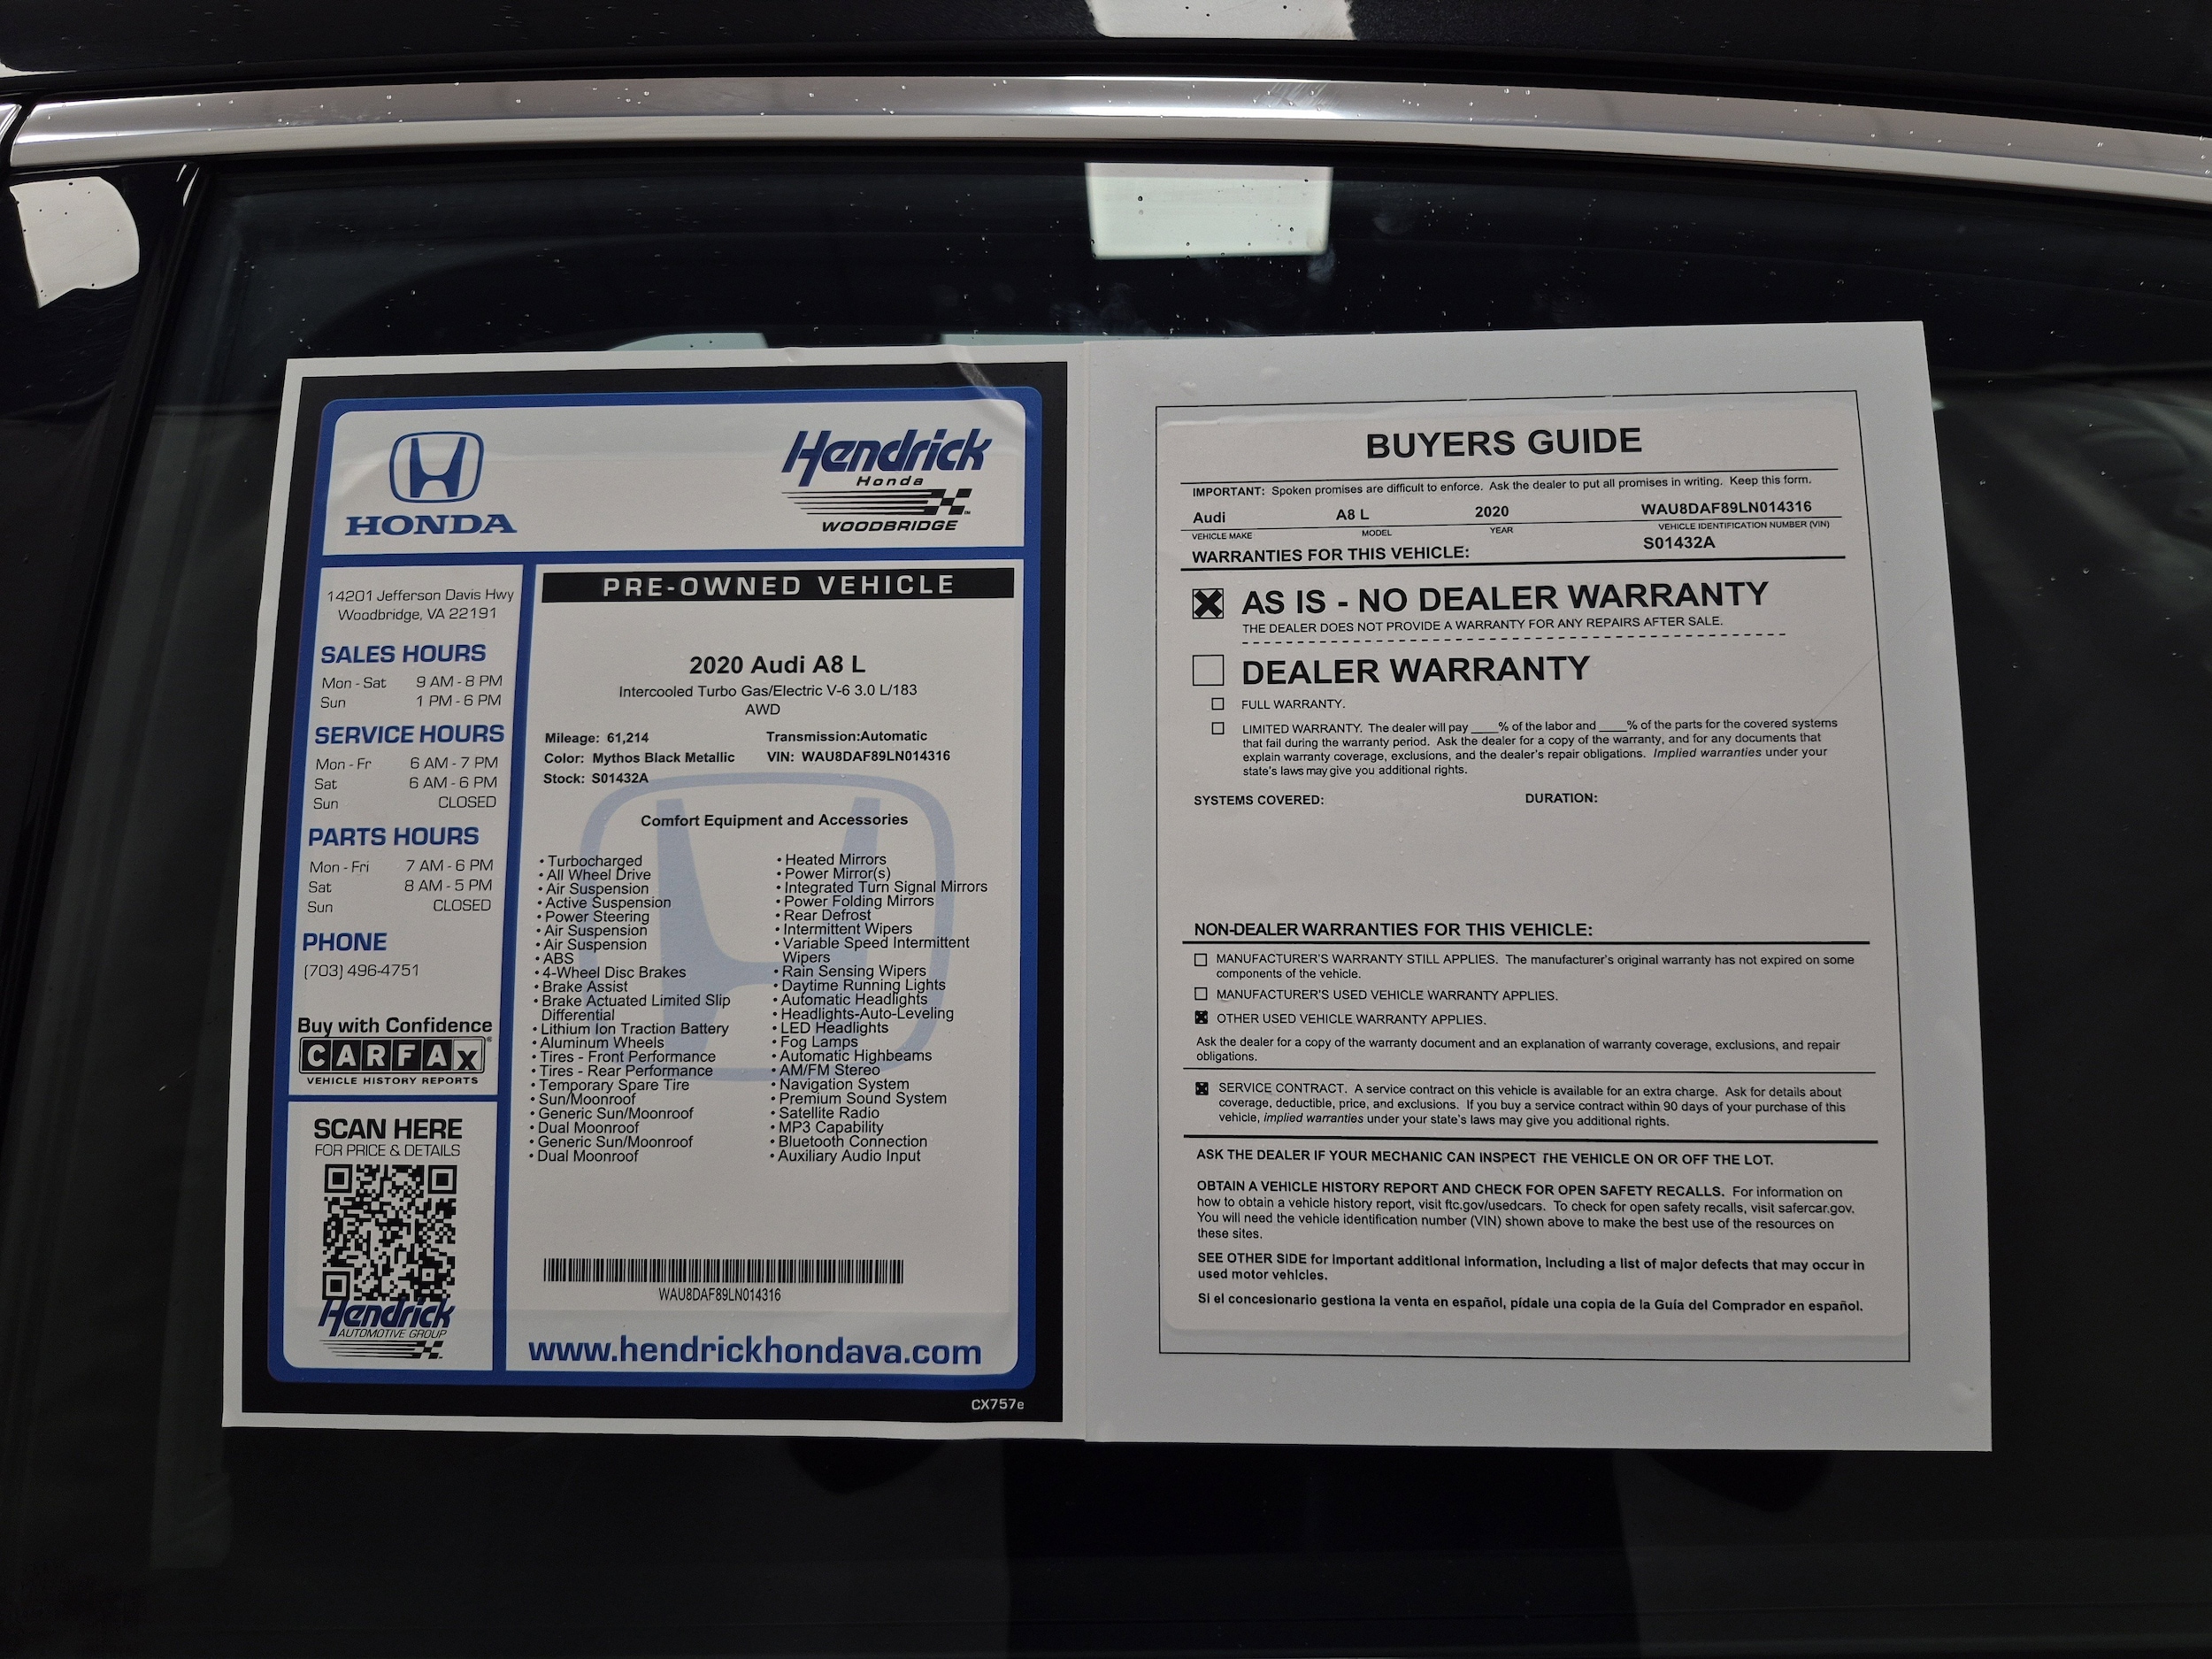 HONDA
Hendrick
Honda
WOODBRIDGE
14201 Jefferson Davis Hwy
Woodbridge, VA 22191
SALES HOURS
Mon - Sat 9 AM - 8 PM
Sun 1 PM - 6 PM
SERVICE HOURS
Mon - Fr 6 AM - 7 PM
Sat 6 AM - 6 PM
Sun CLOSED
PARTS HOURS
Mon - Fri 7 AM - 6 PM
Sat 8 AM - 5 PM
Sun CLOSED
PHONE
(703) 496-4751
Buy with Confidence
CARFAX
VEHICLE HISTORY REPORTS
SCAN HERE
FOR PRICE & DETAILS
Hendrick
AUTOMOTIVE GROUP
PRE-OWNED VEHICLE
2020 Audi A8 L
Intercooled Turbo Gas/Electric V-6 3.0 L/183
AWD
Mileage: 61,214 Transmission:Automatic
Color: Mythos Black Metallic VIN: WAU8DAF89LN014316
Stock: S01432A
Comfort Equipment and Accessories
• Turbocharged
• All Wheel Drive
• Air Suspension
• Active Suspension
• Power Steering
• Air Suspension
• Air Suspension
• ABS
• 4-Wheel Disc Brakes
• Brake Assist
• Brake Actuated Limited Slip
Differential
• Lithium Ion Traction Battery
• Aluminum Wheels
• Tires - Front Performance
• Tires - Rear Performance
• Temporary Spare Tire
• Sun/Moonroof
• Generic Sun/Moonroof
• Dual Moonroof
• Generic Sun/Moonroof
• Dual Moonroof
• Heated Mirrors
• Power Mirror(s)
• Integrated Turn Signal Mirrors
• Power Folding Mirrors
• Rear Defrost
• Intermittent Wipers
• Variable Speed Intermittent
Wipers
• Rain Sensing Wipers
• Daytime Running Lights
• Automatic Headlights
• Headlights-Auto-Leveling
• LED Headlights
• Fog Lamps
• Automatic Highbeams
• AM/FM Stereo
• Navigation System
• Premium Sound System
• Satellite Radio
• MP3 Capability
• Bluetooth Connection
• Auxiliary Audio Input
WAU8DAF89LN014316
www.hendrickhondava.com
CX757e
BUYERS GUIDE
IMPORTANT: Spoken promises are difficult to enforce. Ask the dealer to put all promises in writing. Keep this form.
Audi A8 L 2020 WAU8DAF89LN014316
VEHICLE MAKE MODEL YEAR VEHICLE IDENTIFICATION NUMBER (VIN)
WARRANTIES FOR THIS VEHICLE: S01432A
AS IS - NO DEALER WARRANTY
THE DEALER DOES NOT PROVIDE A WARRANTY FOR ANY REPAIRS AFTER SALE.
DEALER WARRANTY
FULL WARRANTY.
LIMITED WARRANTY. The dealer will pay ____% of the labor and ____% of the parts for the covered systems
that fail during the warranty period. Ask the dealer for a copy of the warranty, and for any documents that
explain warranty coverage, exclusions, and the dealer's repair obligations. Implied warranties under your
state's laws may give you additional rights.
SYSTEMS COVERED: DURATION:
NON-DEALER WARRANTIES FOR THIS VEHICLE:
MANUFACTURER'S WARRANTY STILL APPLIES. The manufacturer's original warranty has not expired on some
components of the vehicle.
MANUFACTURER'S USED VEHICLE WARRANTY APPLIES.
OTHER USED VEHICLE WARRANTY APPLIES.
Ask the dealer for a copy of the warranty document and an explanation of warranty coverage, exclusions, and repair
obligations.
SERVICE CONTRACT. A service contract on this vehicle is available for an extra charge. Ask for details about
coverage, deductible, price, and exclusions. If you buy a service contract within 90 days of your purchase of this
vehicle, implied warranties under your state's laws may give you additional rights.
ASK THE DEALER IF YOUR MECHANIC CAN INSPECT THE VEHICLE ON OR OFF THE LOT.
OBTAIN A VEHICLE HISTORY REPORT AND CHECK FOR OPEN SAFETY RECALLS. For information on
how to obtain a vehicle history report, visit ftc.gov/usedcars. To check for open safety recalls, visit safercar.gov.
You will need the vehicle identification number (VIN) shown above to make the best use of the resources on
these sites.
SEE OTHER SIDE for important additional information, including a list of major defects that may occur in
used motor vehicles.
Si el concesionario gestiona la venta en español, pídale una copia de la Guía del Comprador en español.